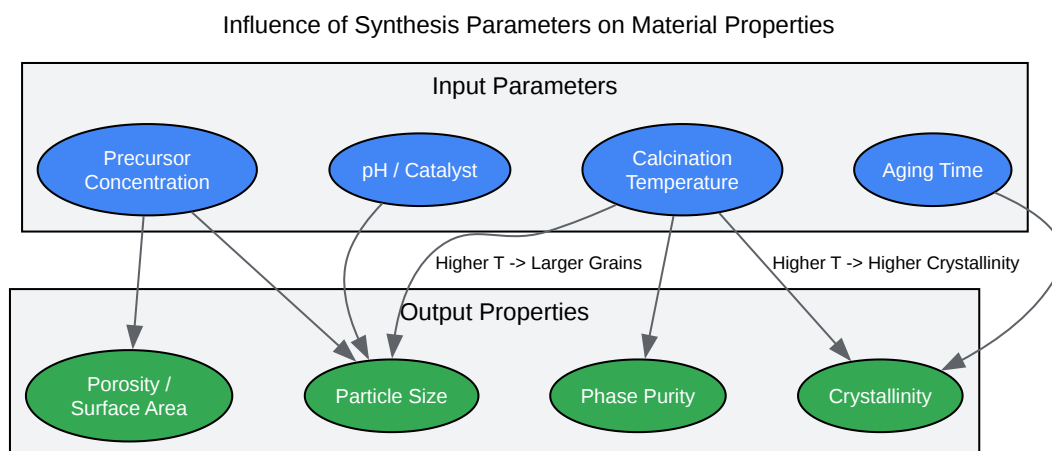 Influence of Synthesis Parameters on Material Properties
Input Parameters
Precursor
Concentration
pH / Catalyst
Calcination
Temperature
Aging Time
Higher T -> Larger Grains
Higher T -> Higher Crystallinity
Output Properties
Porosity /
Surface Area
Particle Size
Phase Purity
Crystallinity